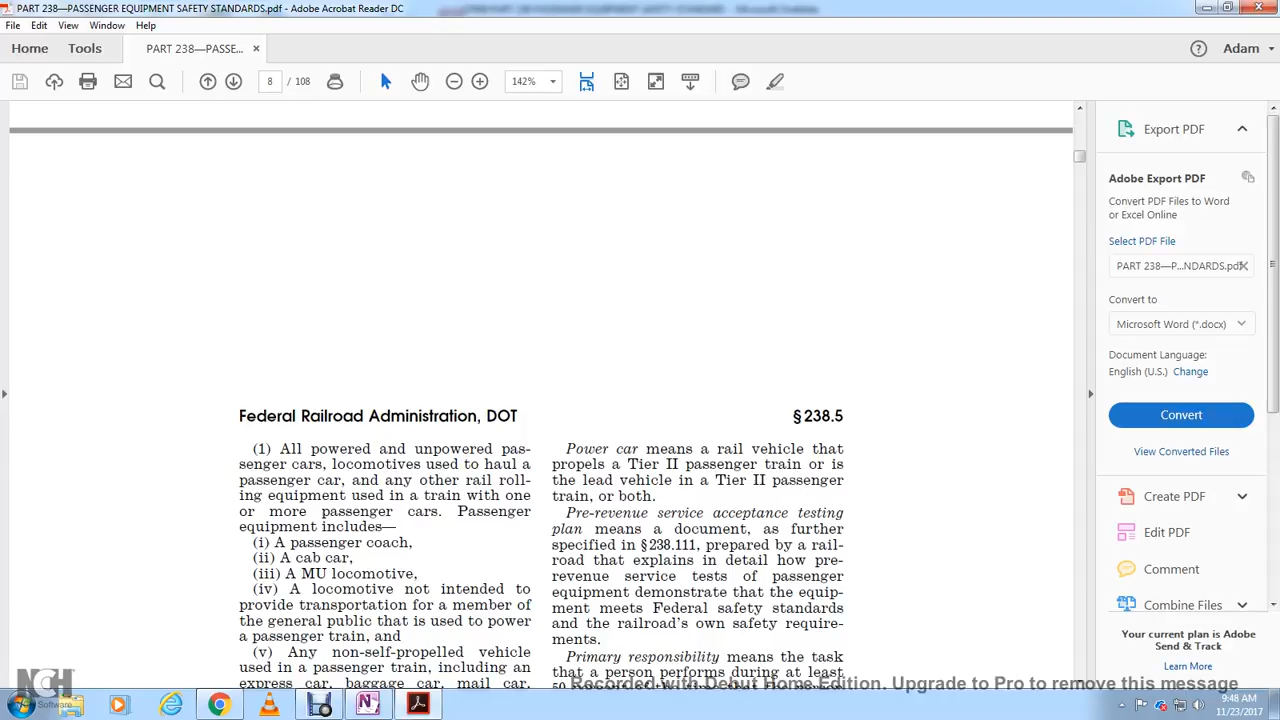 PART 238—PASSENGER EQUIPMENT SAFETY STANDARDS.pdf - Adobe Acrobat Reader DC
File Edit View Window Help
Home Tools PART 238—PASSE... × Adam
8 / 108 142%
Export PDF
Adobe Export PDF
Convert PDF Files to Word
or Excel Online
Select PDF File
PART 238—P...NDARDS.pdf
Convert to
Microsoft Word (*.docx)
Document Language:
English (U.S.) Change
Convert
View Converted Files
Create PDF
Edit PDF
Comment
Combine Files
Your current plan is Adobe
Send & Track
Learn More
Federal Railroad Administration, DOT
§ 238.5
(1) All powered and unpowered pas-
senger cars, locomotives used to haul a
passenger car, and any other rail roll-
ing equipment used in a train with one
or more passenger cars. Passenger
equipment includes—
(i) A passenger coach,
(ii) A cab car,
(iii) A MU locomotive,
(iv) A locomotive not intended to
provide transportation for a member of
the general public that is used to power
a passenger train, and
(v) Any non-self-propelled vehicle
used in a passenger train, including an
express car, baggage car, mail car,
Power car means a rail vehicle that
propels a Tier II passenger train or is
the lead vehicle in a Tier II passenger
train, or both.
Pre-revenue service acceptance testing
plan means a document, as further
specified in § 238.111, prepared by a rail-
road that explains in detail how pre-
revenue service tests of passenger
equipment demonstrate that the equip-
ment meets Federal safety standards
and the railroad's own safety require-
ments.
Primary responsibility means the task
that a person performs during at least
Recorded with Debut Home Edition. Upgrade to Pro to remove this message
NCH Software
9:48 AM
11/23/2017